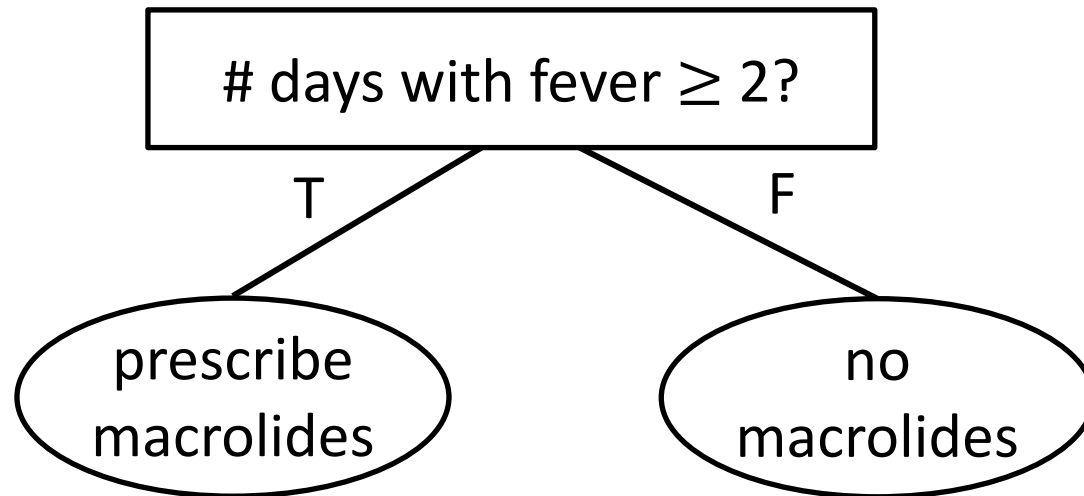 # days with fever ≥ 2?
T
F
prescribe
macrolides
no
macrolides